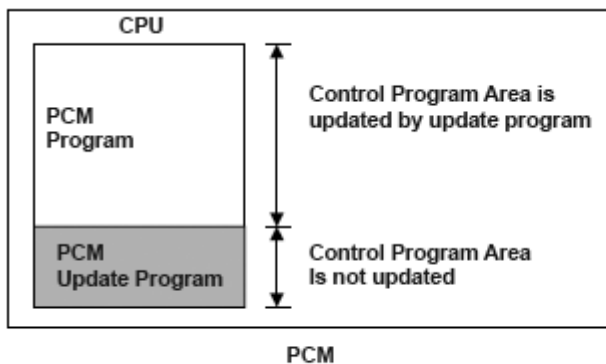 CPU
PCM
Program
Control Program Area is
updated by update program
PCM
Update Program
Control Program Area
Is not updated
PCM